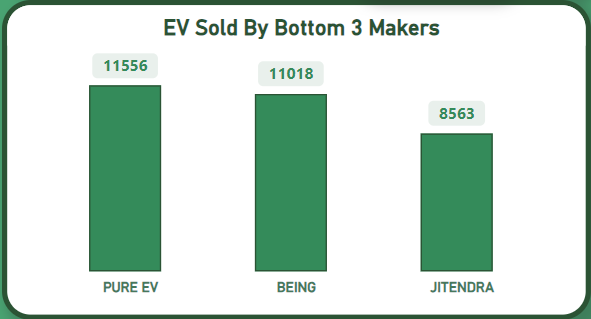 EV Sold By Bottom 3 Makers
11556
11018
8563
PURE EV
BEING
JITENDRA